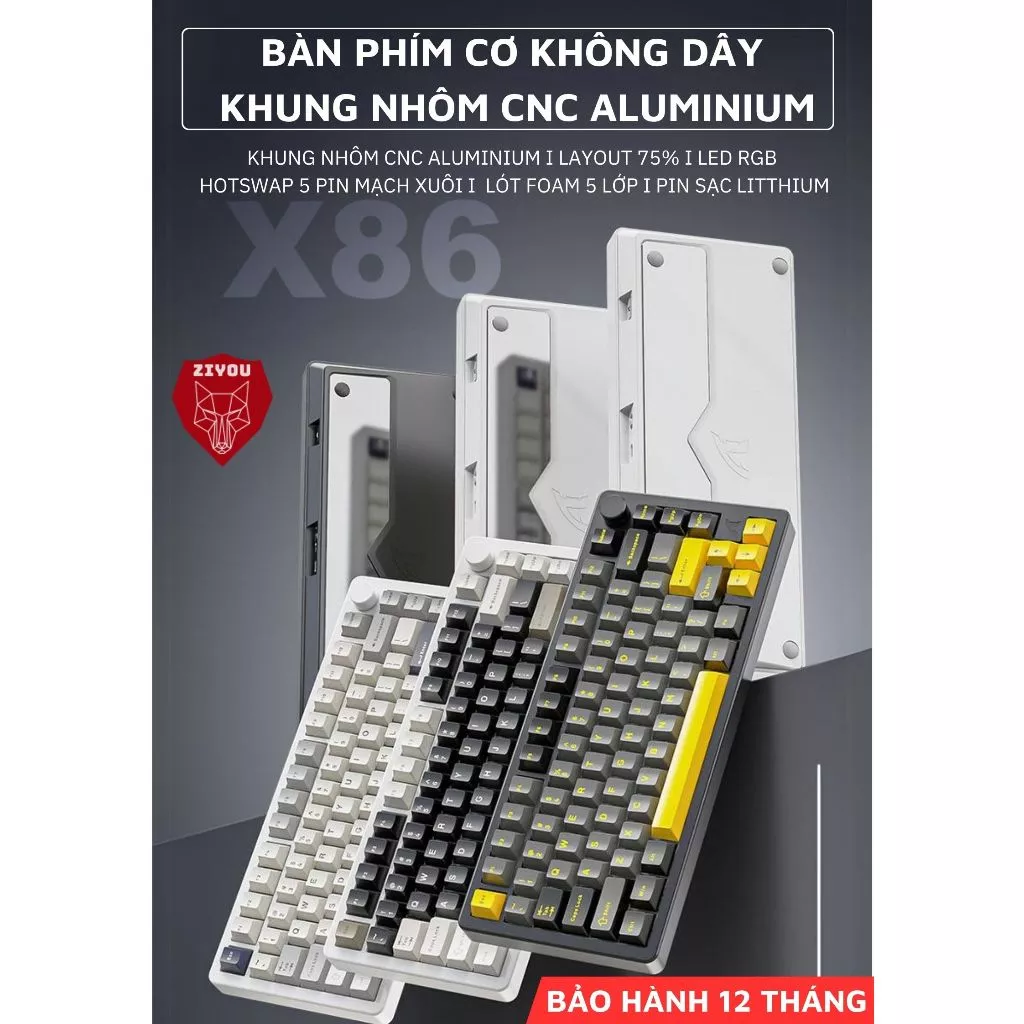 BÀN PHÍM CƠ KHÔNG DÂY
KHUNG NHÔM CNC ALUMINIUM
KHUNG NHÔM CNC ALUMINIUM I LAYOUT 75% I LED RGB
HOTSWAP 5 PIN MẠCH XUÔI I LÓT FOAM 5 LỚP I PIN SẠC LITTHIUM
X86
ZIYOU
BẢO HÀNH 12 THÁNG